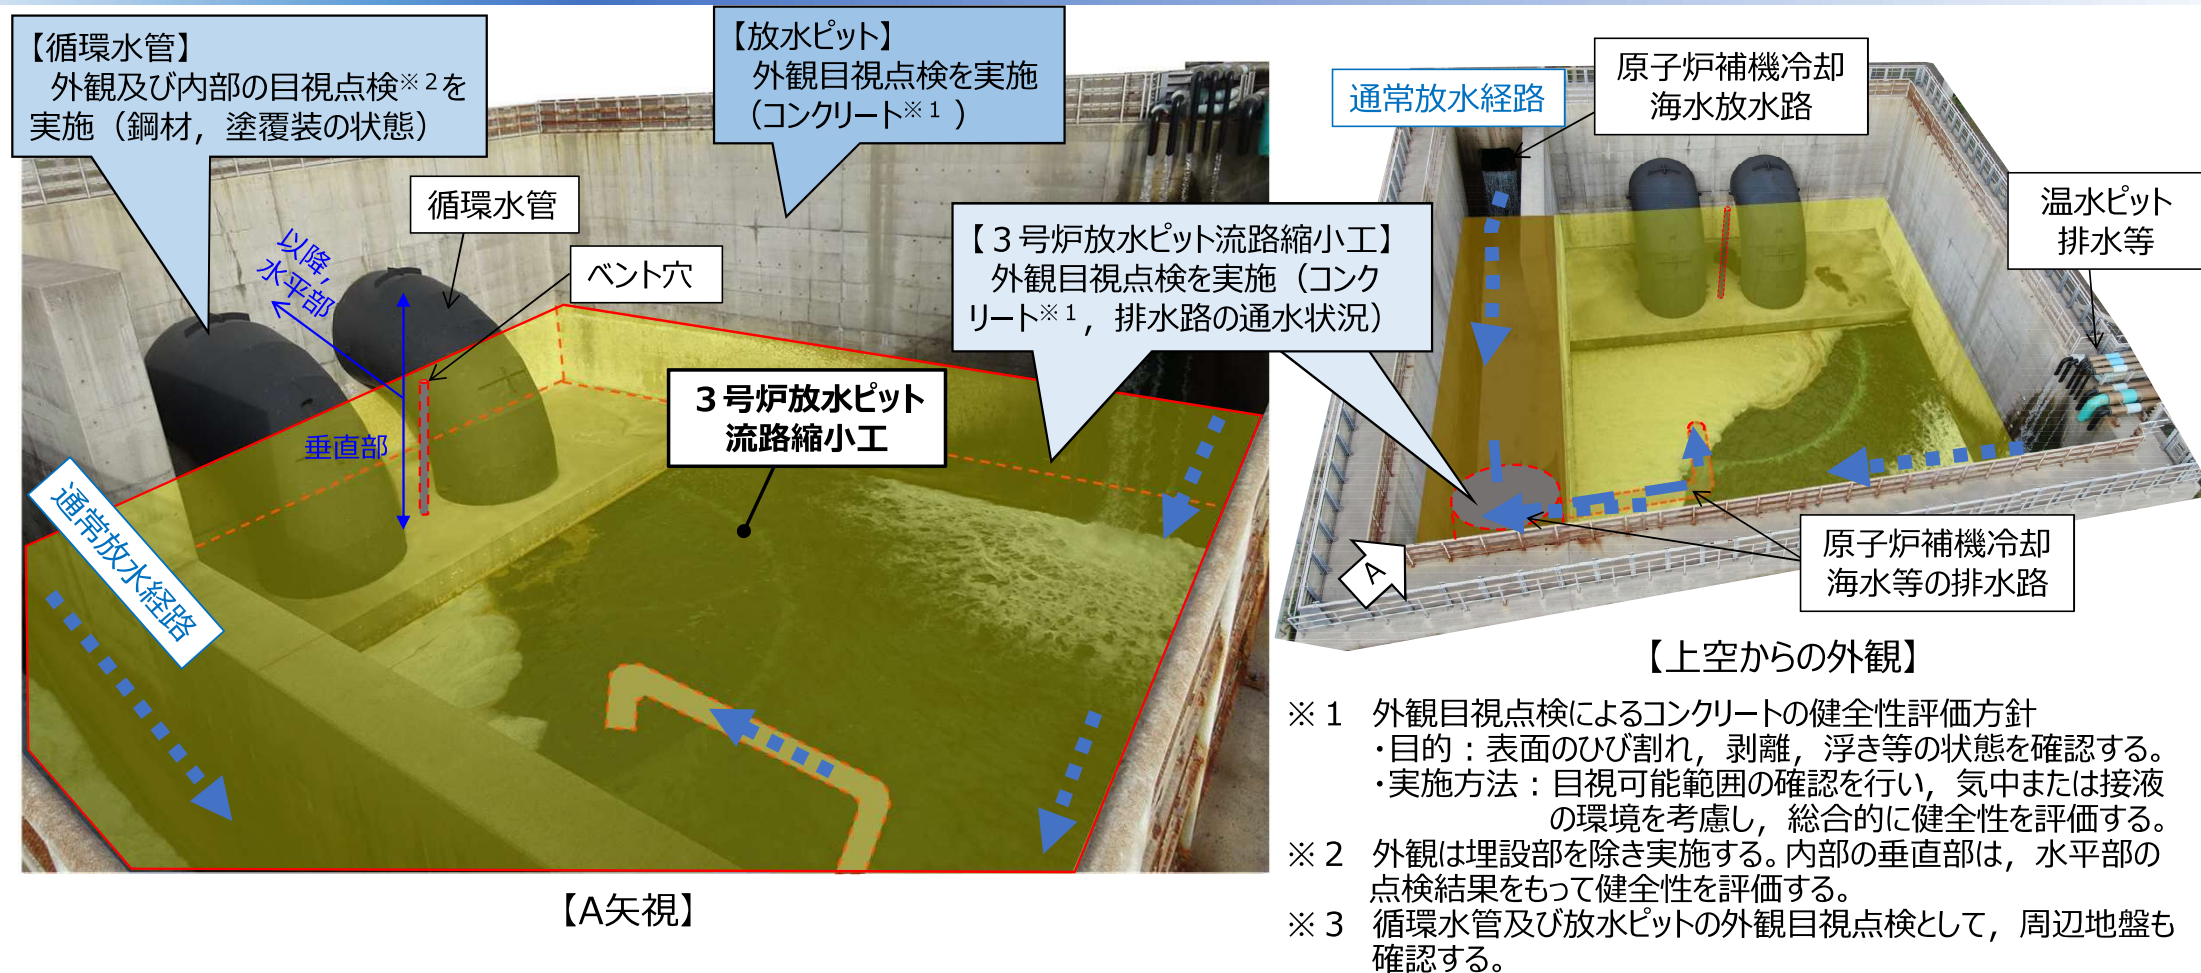 【循環水管】
外観及び内部の目視点検※2を
実施（鋼材，塗覆装の状態）
【放水ピット】
外観目視点検を実施
（コンクリート※1）
循環水管
ベント穴
以降，
水平部
垂直部
通常放水経路
３号炉放水ピット
流路縮小工
【３号炉放水ピット流路縮小工】
外観目視点検を実施（コンク
リート※1，排水路の通水状況）
【A矢視】
通常放水経路
原子炉補機冷却
海水放水路
温水ピット
排水等
原子炉補機冷却
海水等の排水路
A
【上空からの外観】
※１　外観目視点検によるコンクリートの健全性評価方針
・目的：表面のひび割れ，剥離，浮き等の状態を確認する。
・実施方法：目視可能範囲の確認を行い，気中または接液
の環境を考慮し，総合的に健全性を評価する。
※２　外観は埋設部を除き実施する。内部の垂直部は，水平部の
点検結果をもって健全性を評価する。
※３　循環水管及び放水ピットの外観目視点検として，周辺地盤も
確認する。